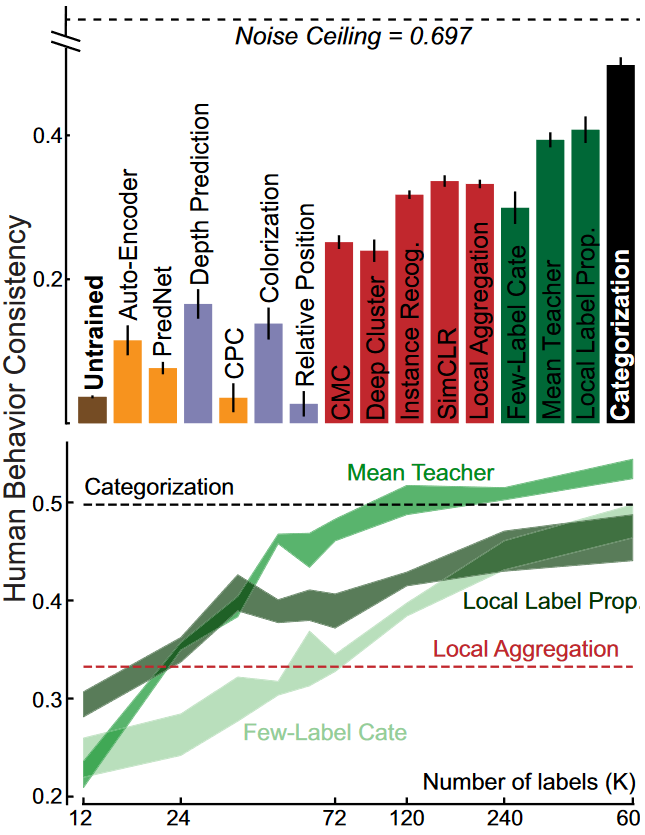 Noise Ceiling = 0.697
Human Behavior Consistency
0.4
0.2
Untrained
Auto-Encoder
PredNet
Depth Prediction
CPC
Colorization
Relative Position
CMC
Deep Cluster
Instance Recog.
SimCLR
Local Aggregation
Few-Label Cate
Mean Teacher
Local Label Prop.
Categorization
Mean Teacher
Categorization
0.5
0.4
Local Label Prop.
Local Aggregation
0.3
Few-Label Cate
Number of labels (K)
0.2
12 24 72 120 240 60